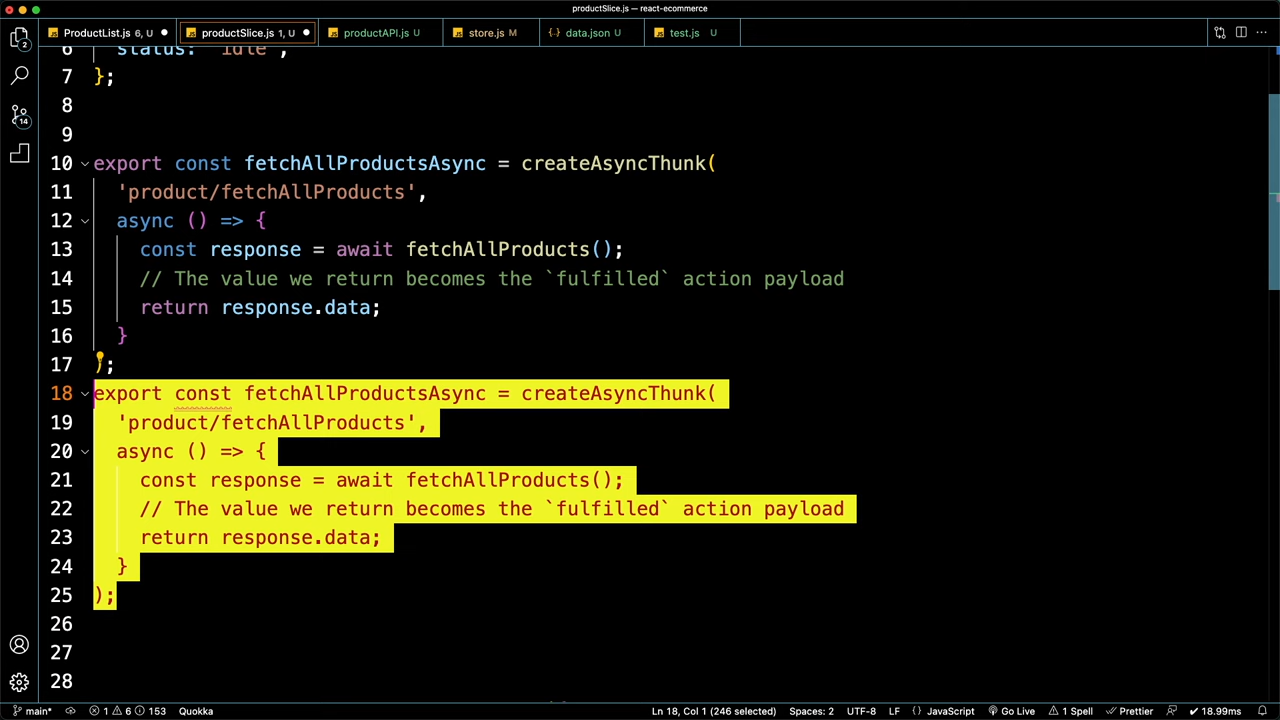 productSlice.js — react-ecommerce
ProductList.js 6, U
productSlice.js 1, U
productAPI.js U
store.js M
data.json U
test.js U
6 status: 'idle',
7 };
8
9
10 export const fetchAllProductsAsync = createAsyncThunk(
11 'product/fetchAllProducts',
12 async () => {
13 const response = await fetchAllProducts();
14 // The value we return becomes the `fulfilled` action payload
15 return response.data;
16 }
17 );
18 export const fetchAllProductsAsync = createAsyncThunk(
19 'product/fetchAllProducts',
20 async () => {
21 const response = await fetchAllProducts();
22 // The value we return becomes the `fulfilled` action payload
23 return response.data;
24 }
25 );
26
27
28
2
14
main* 1 6 153 Quokka Ln 18, Col 1 (246 selected) Spaces: 2 UTF-8 LF {} JavaScript Go Live 1 Spell Prettier 18.99ms